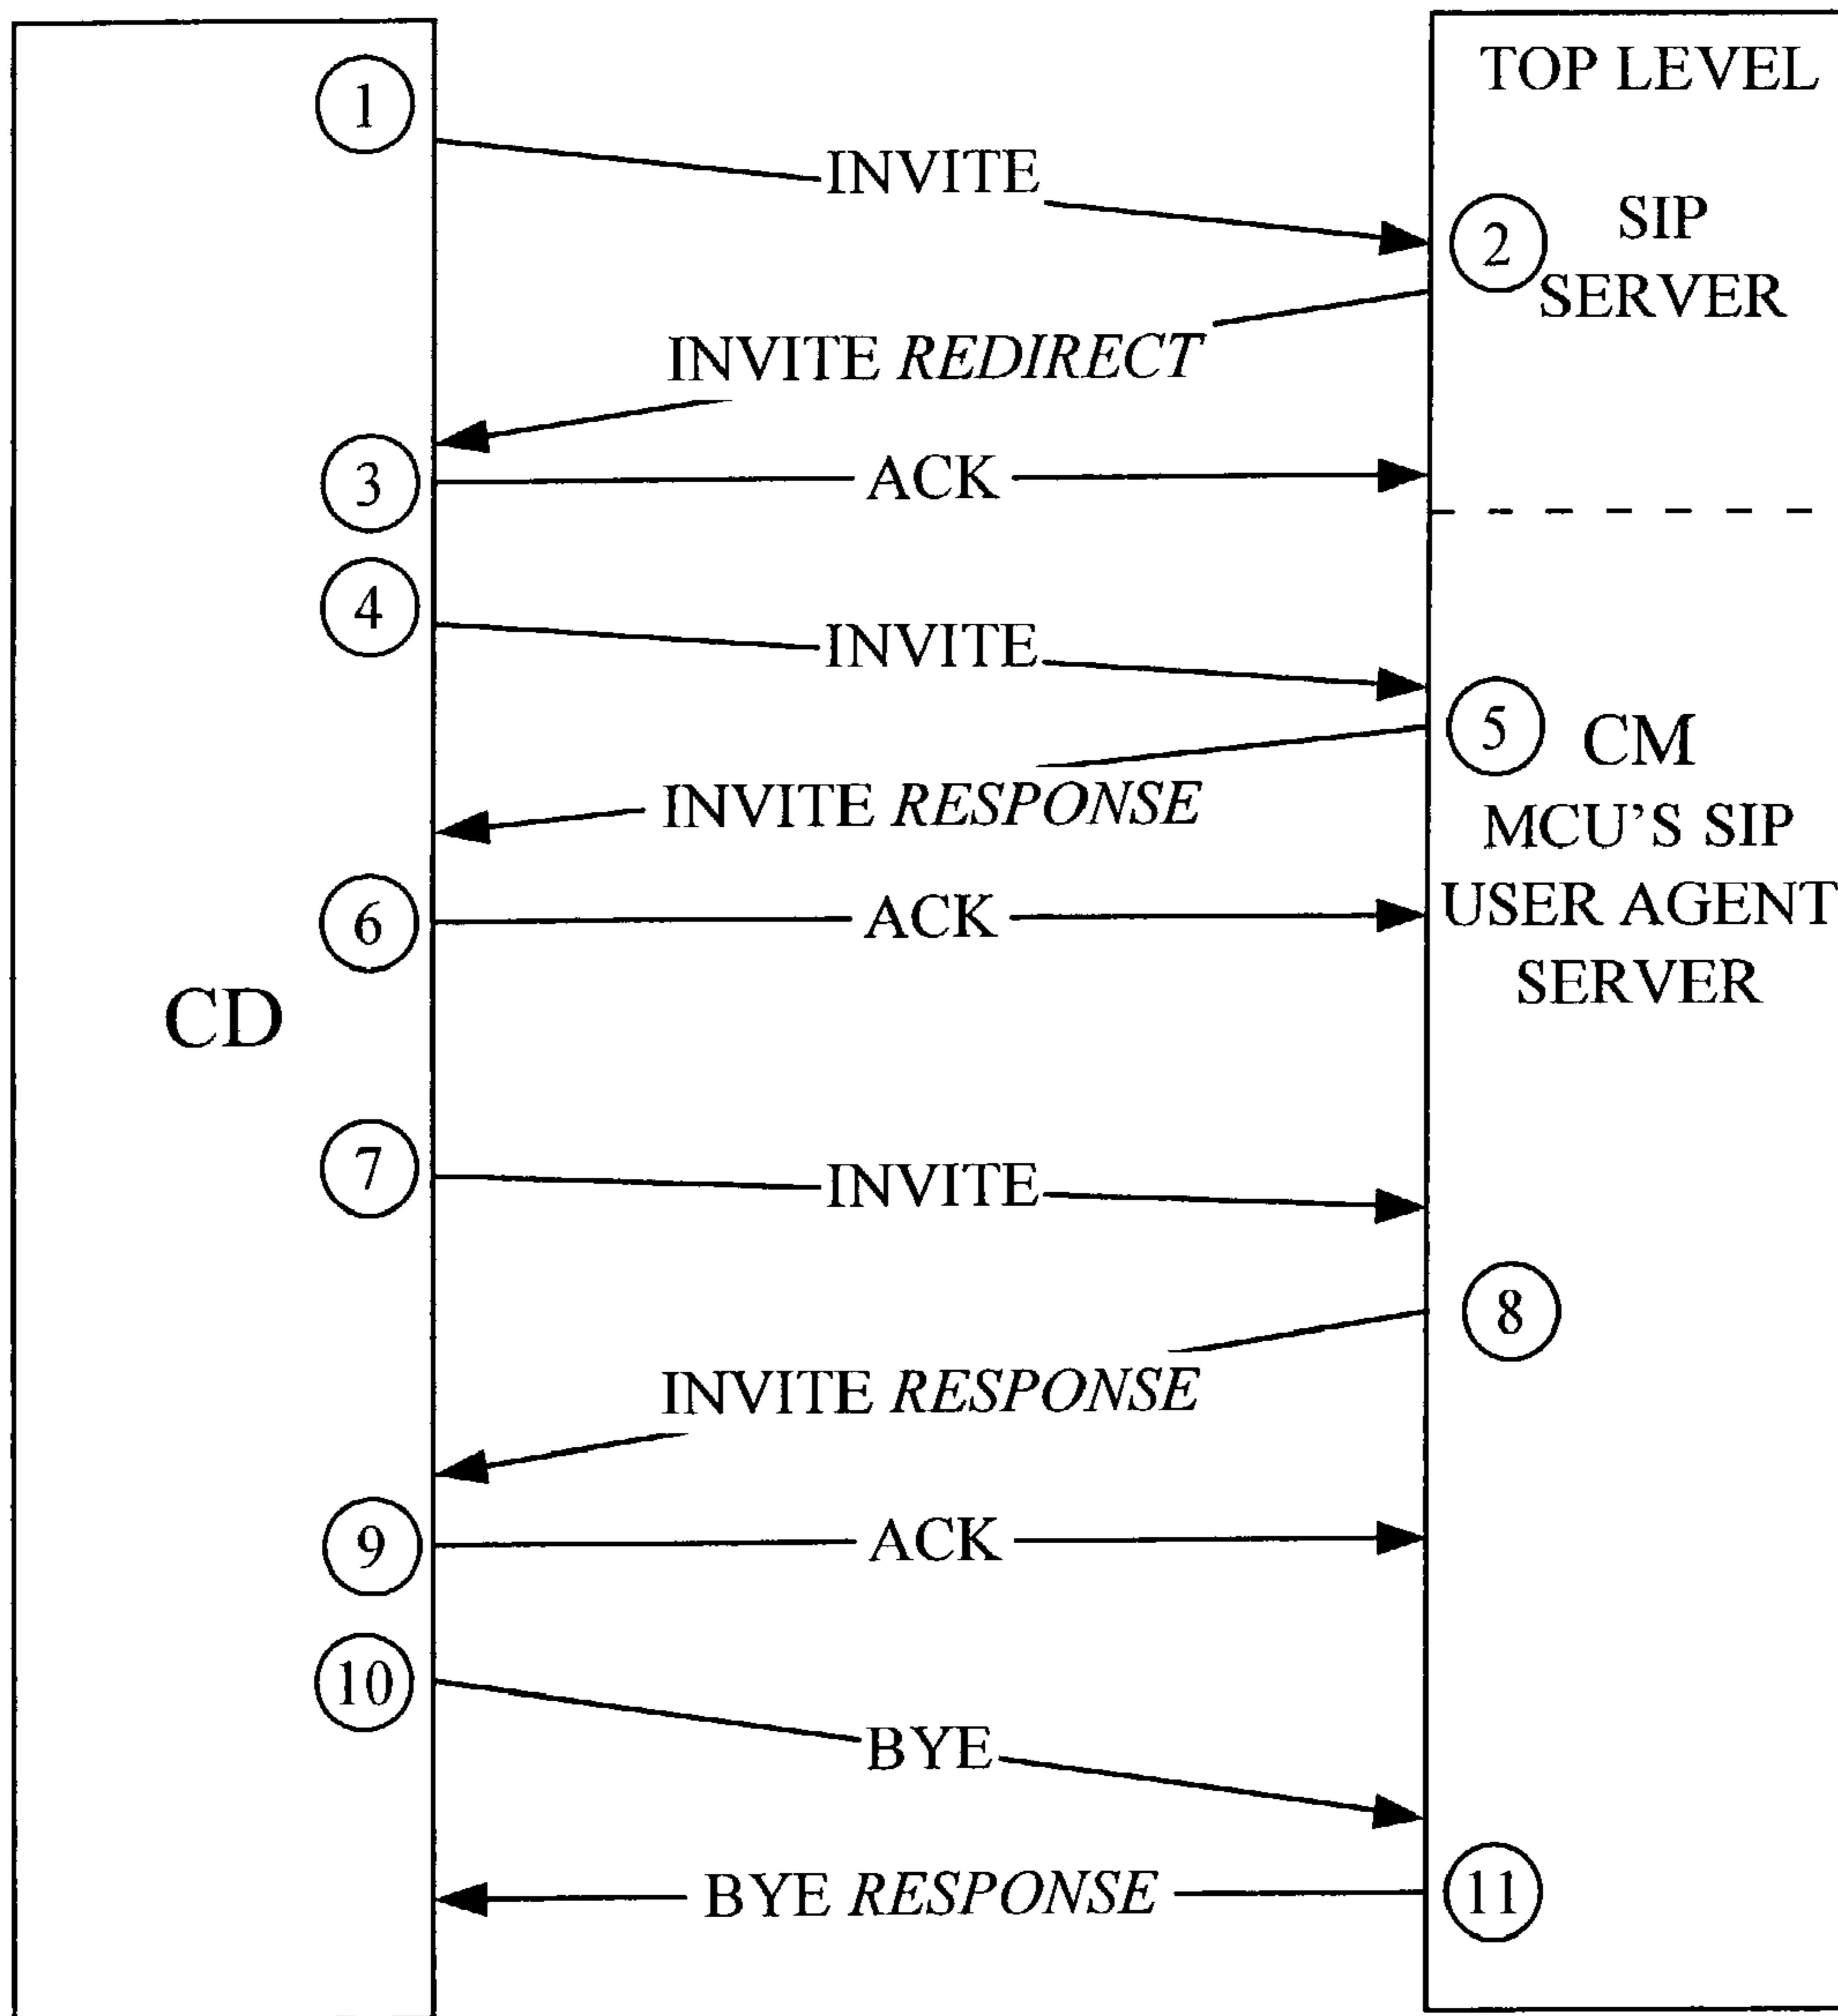 TOP LEVEL
1
INVITE
2
SIP
SERVER
INVITE REDIRECT
3
ACK
4
INVITE
5
CM
INVITE RESPONSE
MCU'S SIP
6
ACK
USER AGENT
SERVER
CD
7
INVITE
8
INVITE RESPONSE
9
ACK
10
BYE
BYE RESPONSE
11